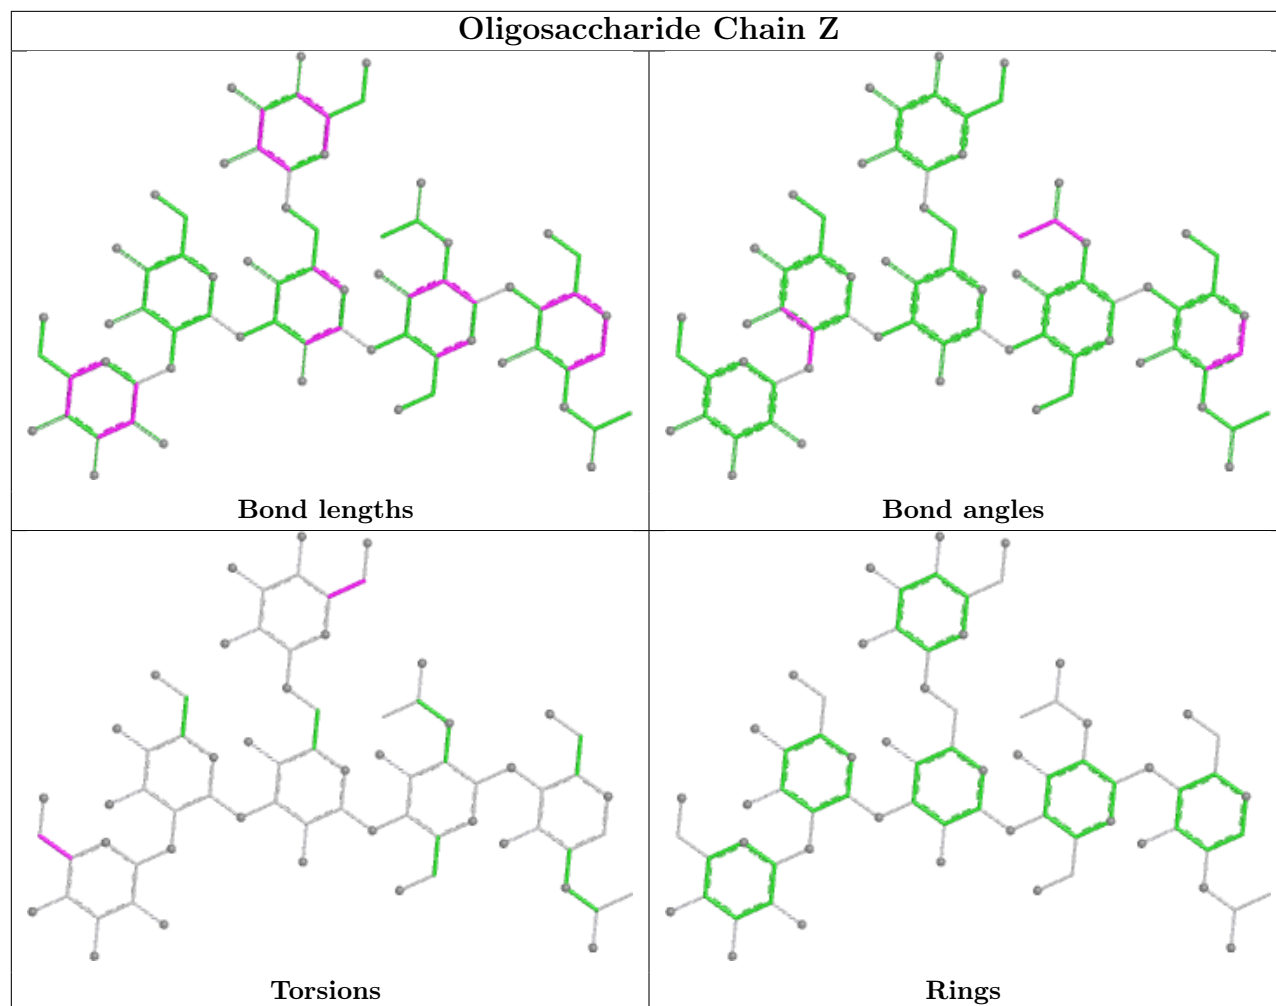 Oligosaccharide Chain Z
Bond lengths
Bond angles
Torsions
Rings